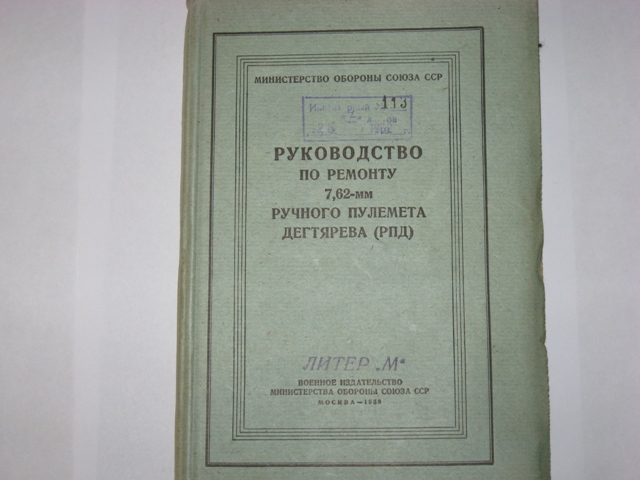 МИНИСТЕРСТВО ОБОРОНЫ СОЮЗА ССР
113
РУКОВОДСТВО
ПО РЕМОНТУ
7,62-мм
РУЧНОГО ПУЛЕМЕТА
ДЕГТЯРЕВА (РПД)
ЛИТЕР „М"
ВОЕННОЕ ИЗДАТЕЛЬСТВО
МИНИСТЕРСТВА ОБОРОНЫ СОЮЗА ССР
МОСКВА—1959